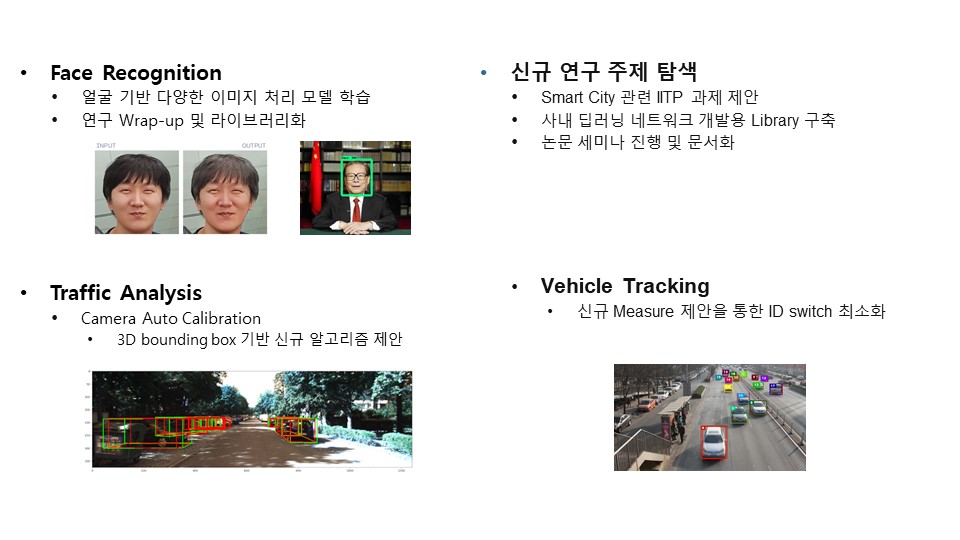 Face Recognition
얼굴 기반 다양한 이미지 처리 모델 학습
연구 Wrap-up 및 라이브러리화
INPUT
OUTPUT
신규 연구 주제 탐색
Smart City 관련 IITP 과제 제안
사내 딥러닝 네트워크 개발용 Library 구축
논문 세미나 진행 및 문서화
Traffic Analysis
Camera Auto Calibration
3D bounding box 기반 신규 알고리즘 제안
Vehicle Tracking
신규 Measure 제안을 통한 ID switch 최소화